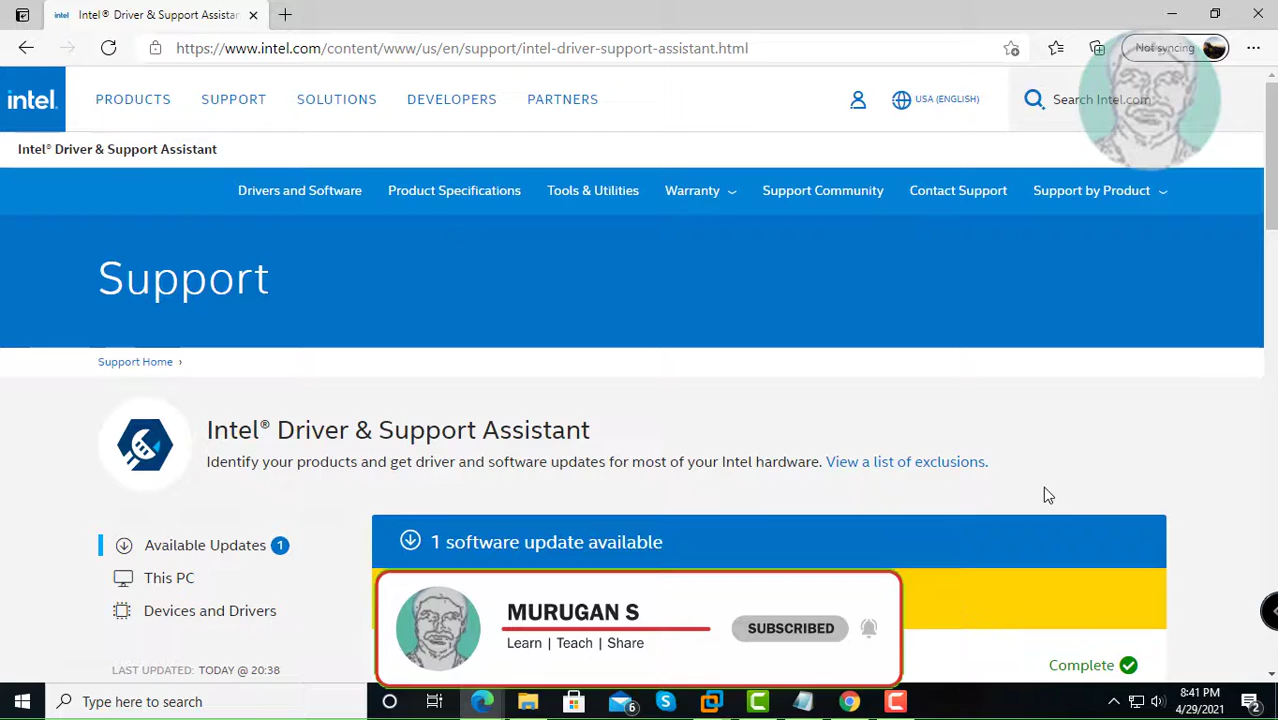 intel
Intel® Driver & Support Assistan
https://www.intel.com/content/www/us/en/support/intel-driver-support-assistant.html
Not syncing
intel.
PRODUCTS
SUPPORT
SOLUTIONS
DEVELOPERS
PARTNERS
USA (ENGLISH)
Search Intel.com
Intel® Driver & Support Assistant
Drivers and Software
Product Specifications
Tools & Utilities
Warranty
Support Community
Contact Support
Support by Product
Support
Support Home ›
Intel® Driver & Support Assistant
Identify your products and get driver and software updates for most of your Intel hardware. View a list of exclusions.
Available Updates 1
This PC
Devices and Drivers
LAST UPDATED: TODAY @ 20:38
1 software update available
MURUGAN S
Learn | Teach | Share
SUBSCRIBED
Complete
Type here to search
6
8:41 PM
4/29/2021
2